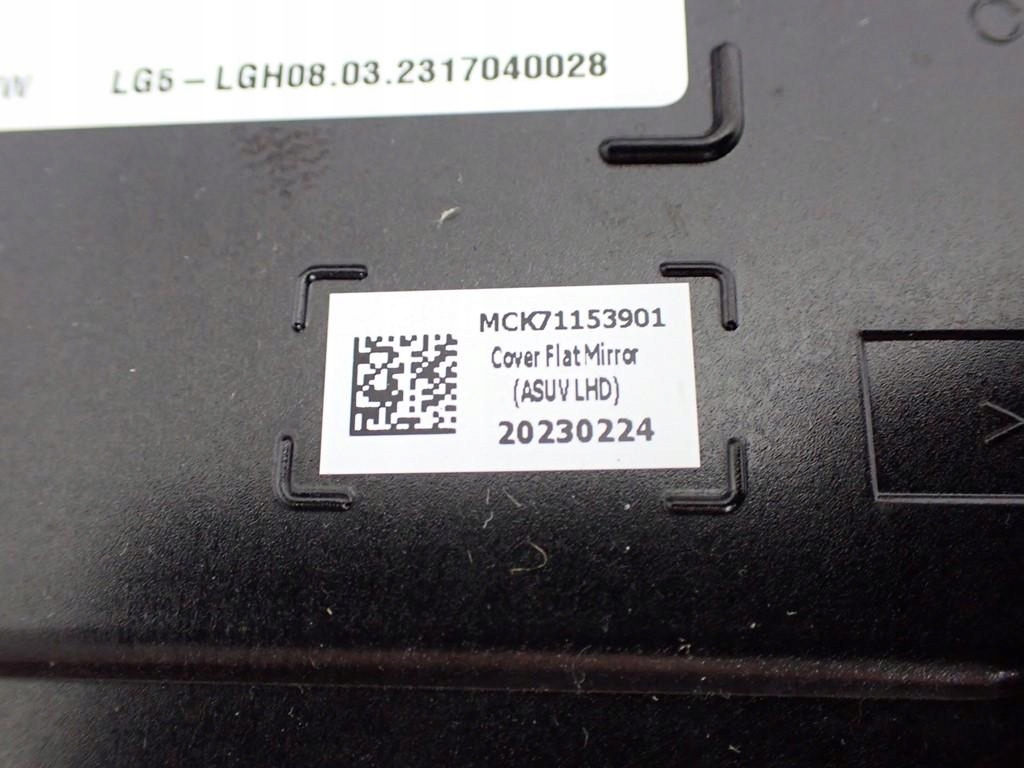 LG5-LGH08.03.2317040028
MCK71153901
Cover Flat Mirror
(ASUV LHD)
20230224